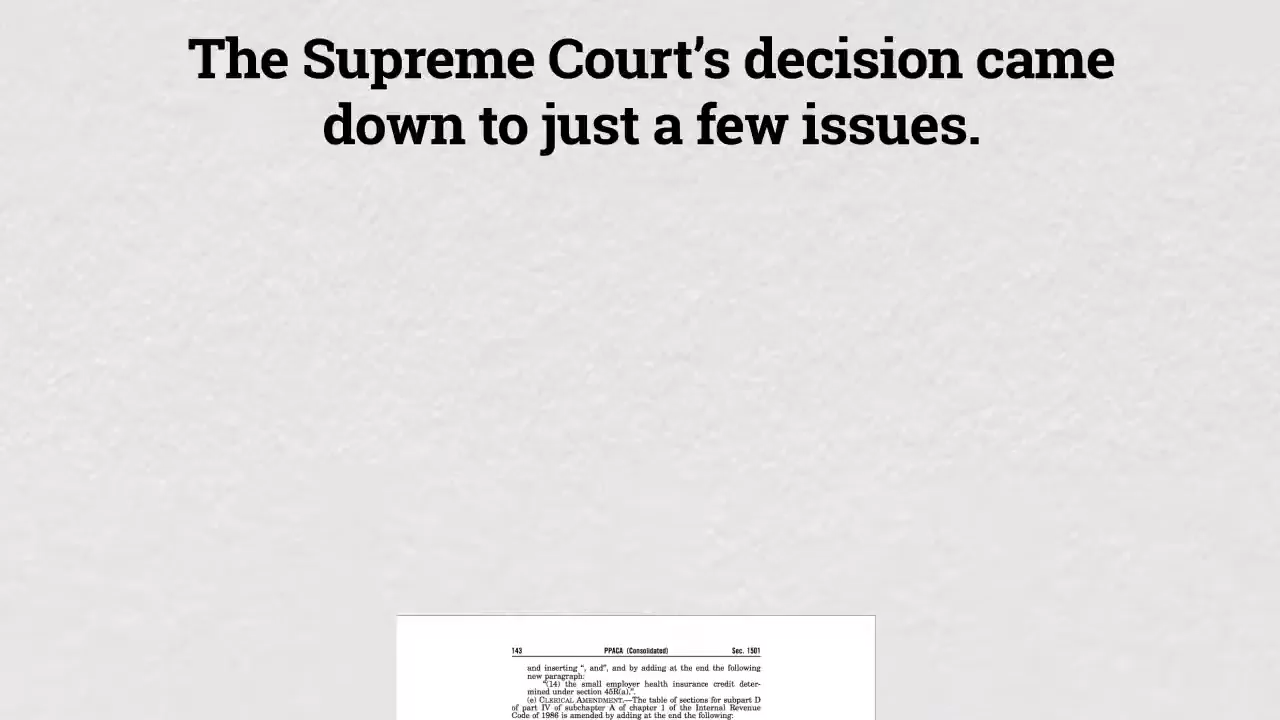 The Supreme Court’s decision came
down to just a few issues.
143 PPACA (Consolidated) Sec. 1501
and inserting “, and”, and by adding at the end the following
new paragraph:
“(14) the small employer health insurance credit deter-
mined under section 45R(a).”.
(e) CLERICAL AMENDMENT.—The table of sections for subpart D
of part IV of subchapter A of chapter 1 of the Internal Revenue
Code of 1986 is amended by adding at the end the following: